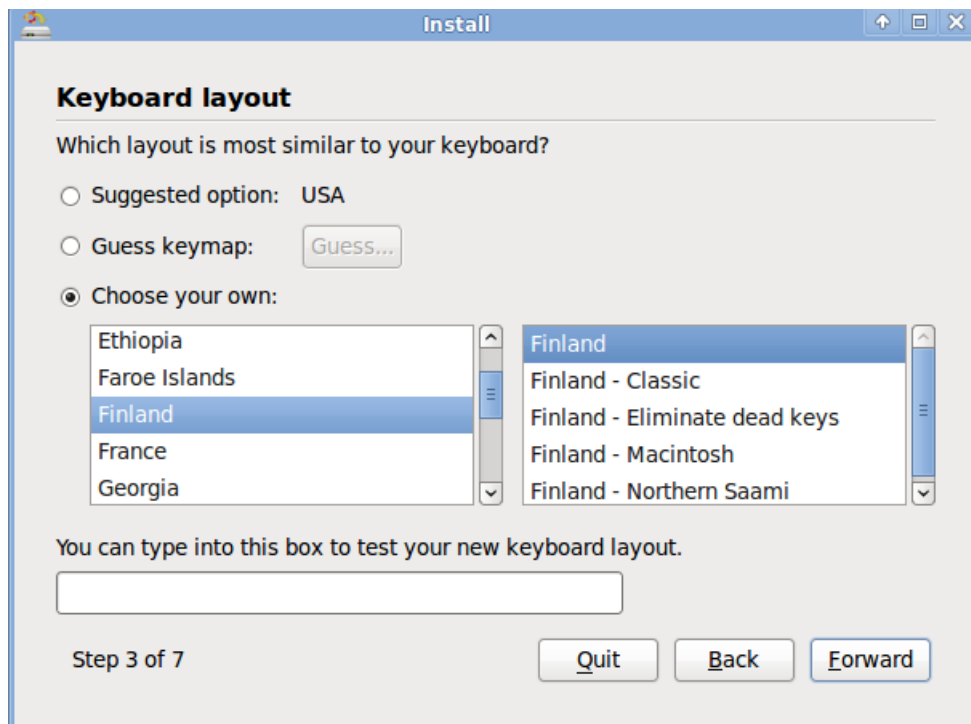 Install
Keyboard layout
Which layout is most similar to your keyboard?
Suggested option: USA
Guess keymap: Guess...
Choose your own:
Ethiopia
Faroe Islands
Finland
France
Georgia
Finland
Finland - Classic
Finland - Eliminate dead keys
Finland - Macintosh
Finland - Northern Saami
You can type into this box to test your new keyboard layout.
Step 3 of 7 Quit Back Forward